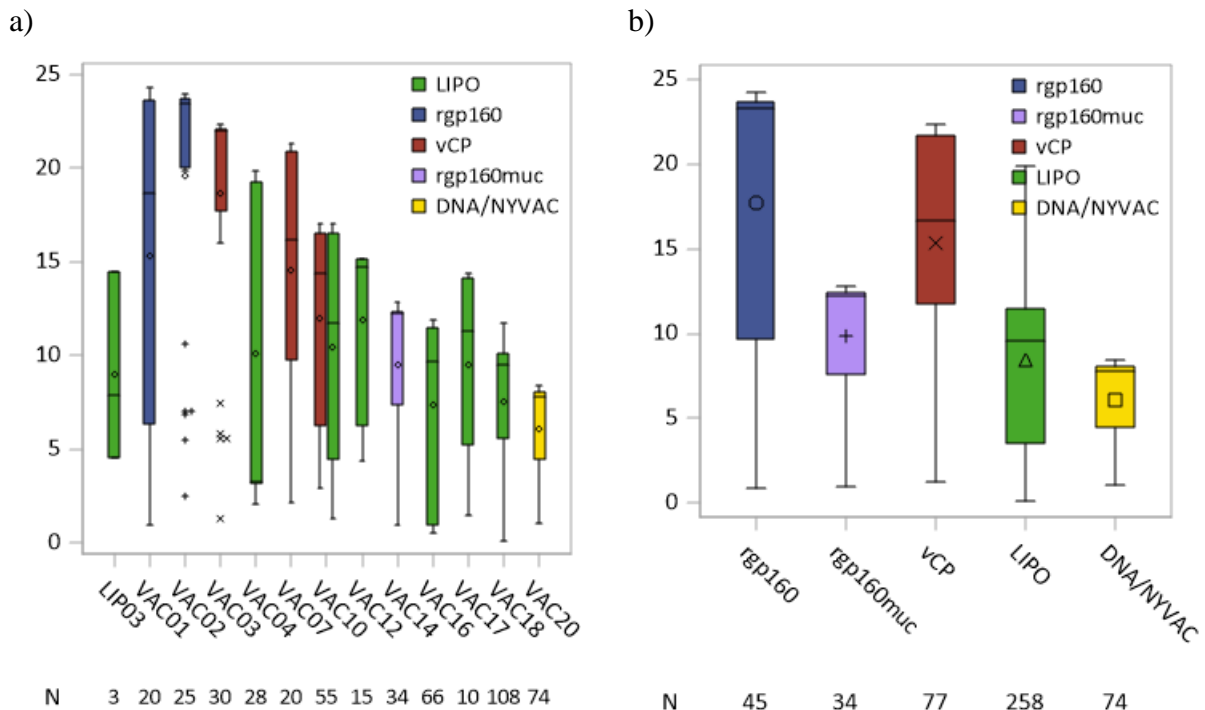 a)
25
20
15
10
5
0
LIPO
rgp160
vCP
rgp160muc
DNA/NYVAC
LIP03
VAC01
VAC02
VAC03
VAC04
VAC07
VAC10
VAC12
VAC14
VAC16
VAC17
VAC18
VAC20
N 3 20 25 30 28 20 55 15 34 66 10 108 74
b)
25
20
15
10
5
0
rgp160
rgp160muc
vCP
LIPO
DNA/NYVAC
rgp160
rgp160muc
vCP
LIPO
DNA/NYVAC
N 45 34 77 258 74